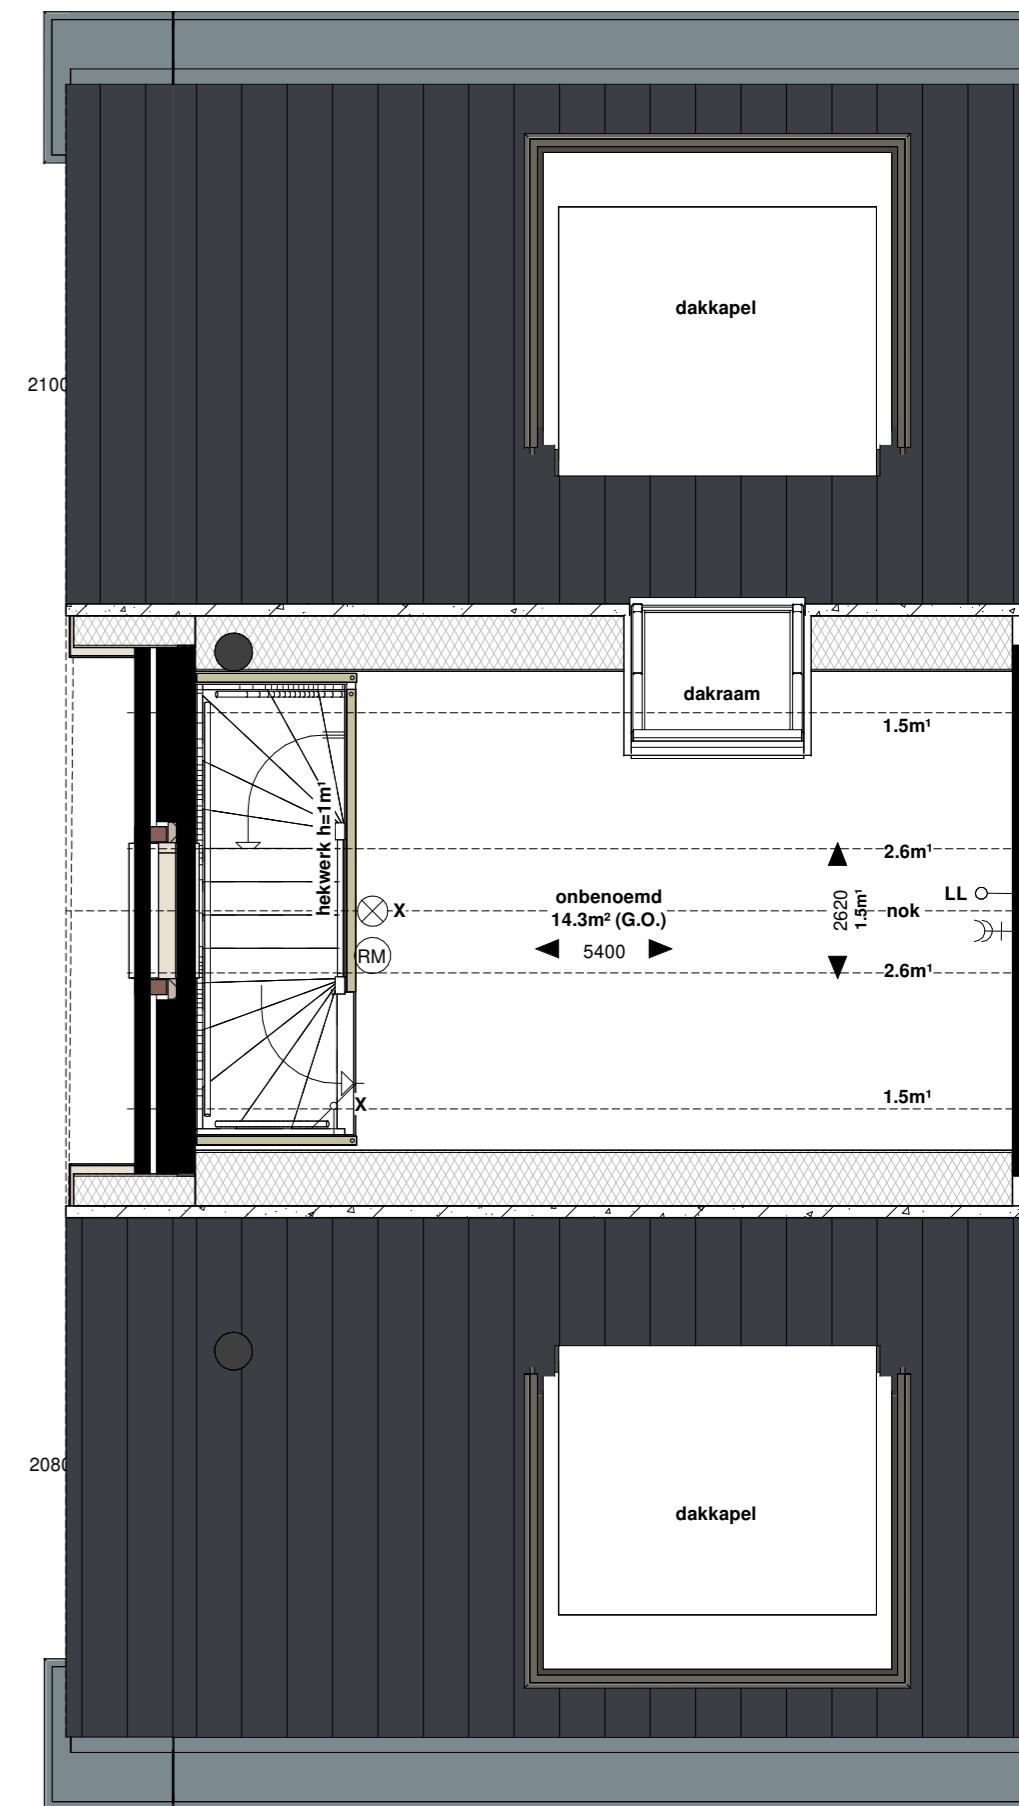 dakkapel
2100
dakraam
1.5m¹
hekwerk h=1m¹
2.6m¹
onbenoemd
14.3m² (G.O.)
5400
2620
1.5m¹
LL
nok
X
RM
2.6m¹
1.5m¹
X
2080
dakkapel